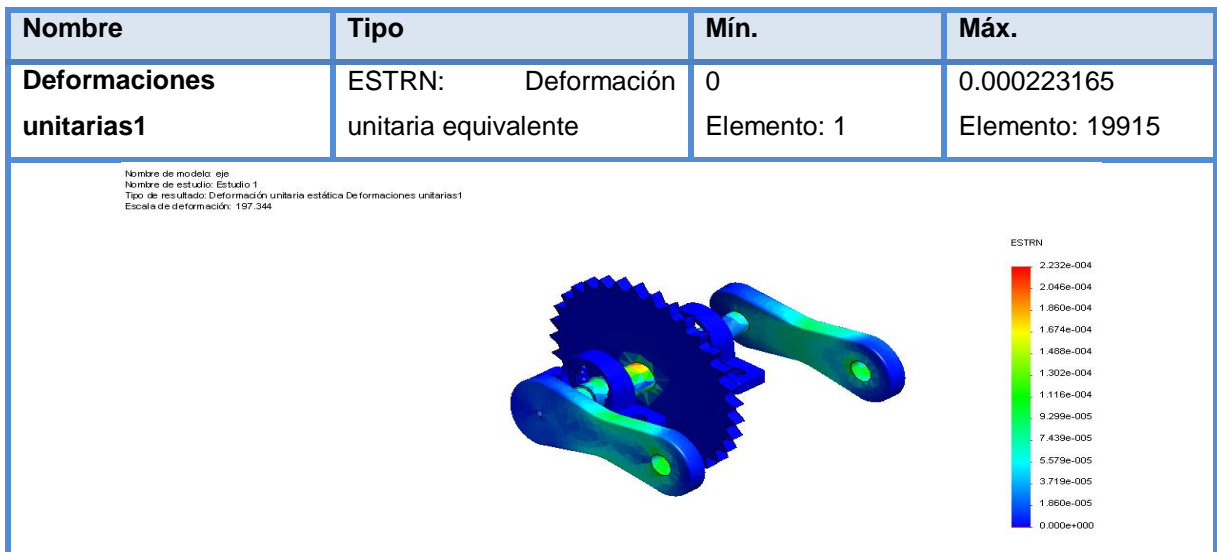 Nombre Tipo Mín. Máx.
Deformaciones ESTRN: Deformación 0 0.000223165
unitarias1 unitaria equivalente Elemento: 1 Elemento: 19915
Nombre de modelo: eje
Nombre de estudio: Estudio 1
Tipo de resultado: Deformación unitaria estática Deformaciones unitarias1
Escala de deformación: 197.344
ESTRN
2.232e-004
2.046e-004
1.860e-004
1.674e-004
1.488e-004
1.302e-004
1.116e-004
9.299e-005
7.439e-005
5.579e-005
3.719e-005
1.860e-005
0.000e+000